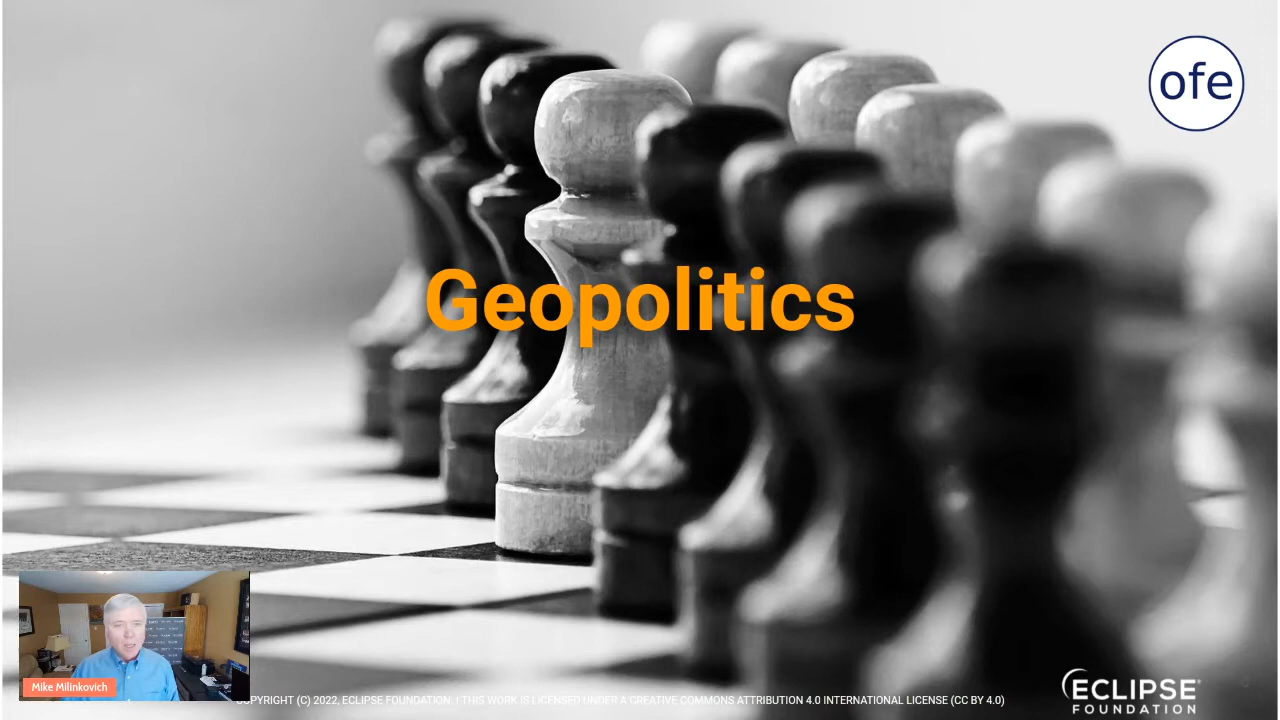 ofe
Geopolitics
Mike Milinkovich
OPYRIGHT (C) 2022, ECLIPSE FOUNDATION. | THIS WORK IS LICENSED UNDER A CREATIVE COMMONS ATTRIBUTION 4.0 INTERNATIONAL LICENSE (CC BY 4.0)
ECLIPSE
FOUNDATION